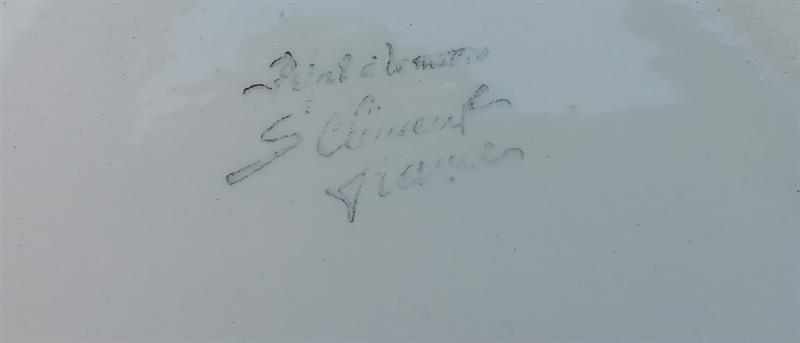 Peint à la main
St Clément
France